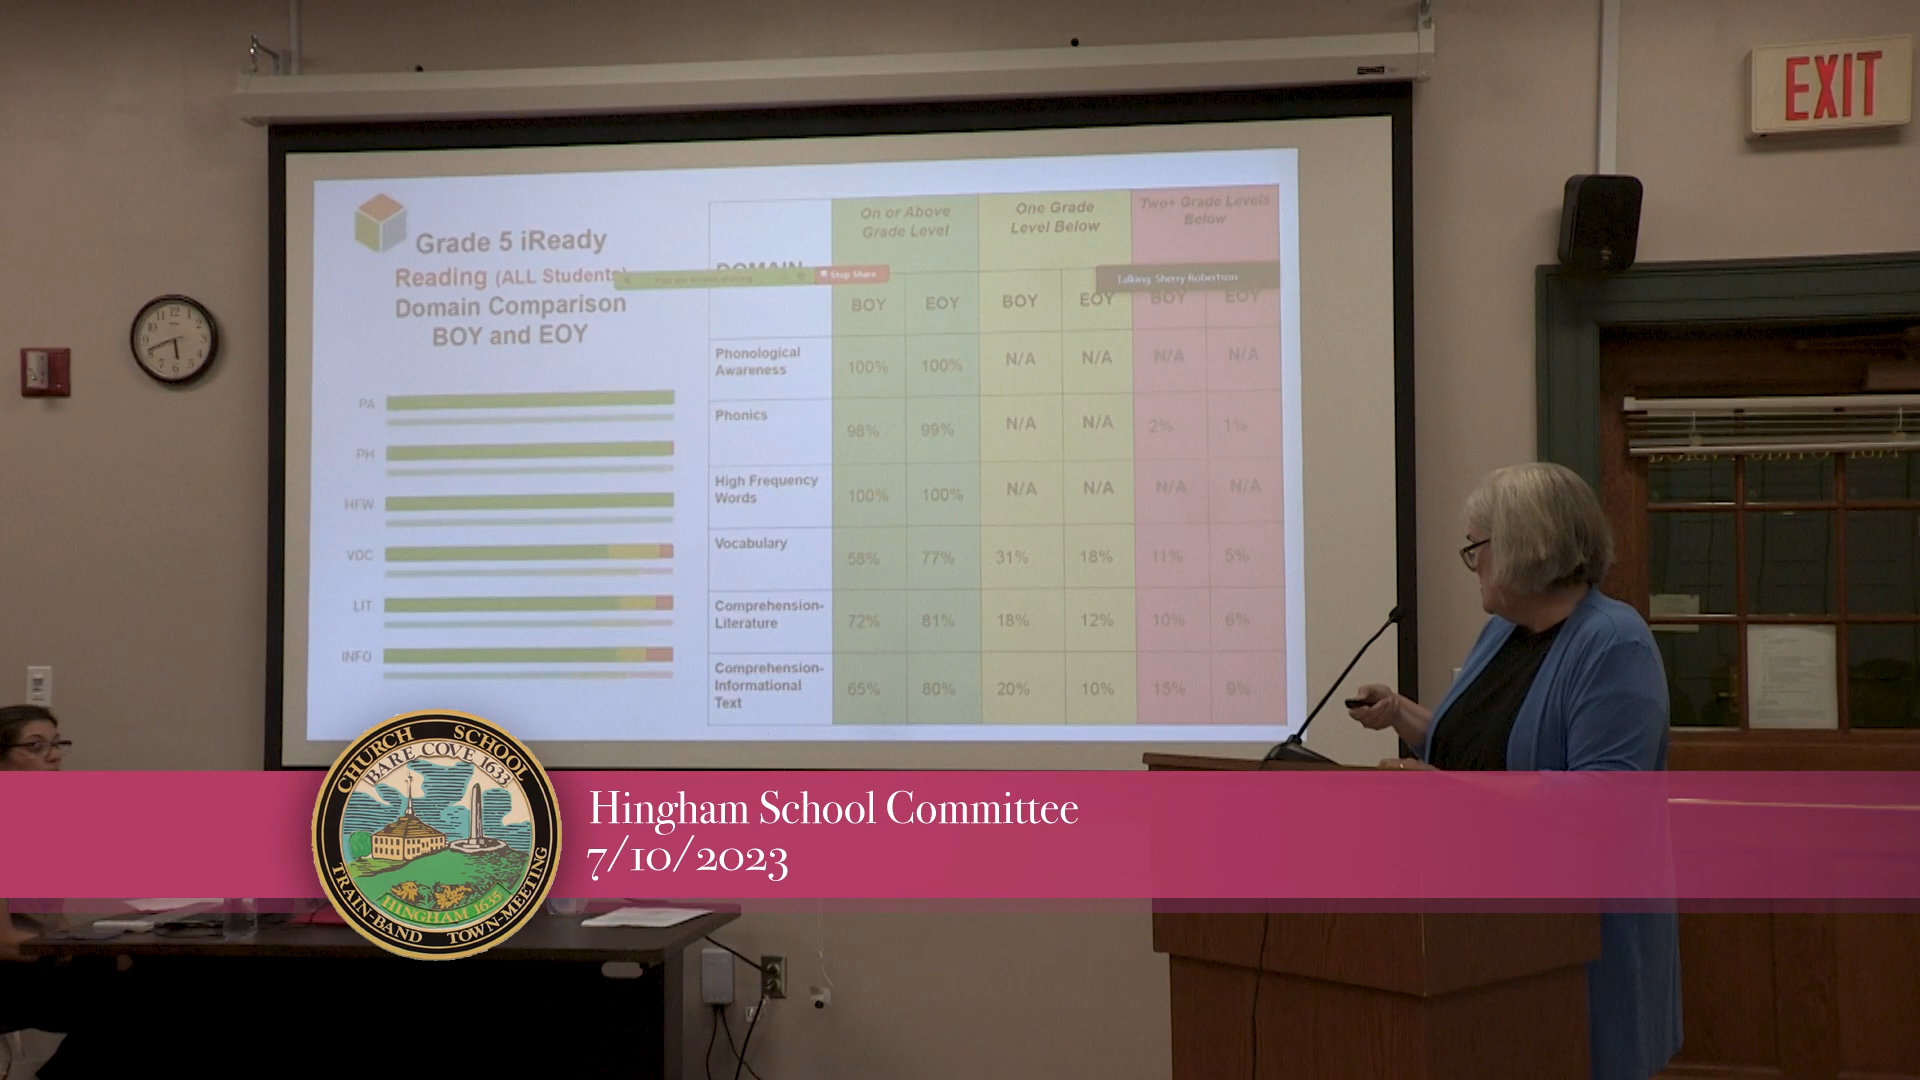 EXIT
Grade 5 iReady
Reading (ALL Students)
Domain Comparison
BOY and EOY
PA
PH
HFW
VOC
LIT
INFO
Stop Share
Talking: Sherry Robertson
DOMAIN
On or Above
Grade Level
One Grade
Level Below
Two+ Grade Levels
Below
BOY EOY BOY EOY BOY EOY
Phonological
Awareness
100% 100% N/A N/A N/A N/A
Phonics
98% 99% N/A N/A 2% 1%
High Frequency
Words
100% 100% N/A N/A N/A N/A
Vocabulary
58% 77% 31% 18% 11% 5%
Comprehension-
Literature
72% 81% 18% 12% 10% 6%
Comprehension-
Informational
Text
65% 80% 20% 10% 15% 9%
CHURCH SCHOOL
BARE COVE 1633
HINGHAM 1635
TRAIN-BAND TOWN-MEETING
Hingham School Committee
7/10/2023